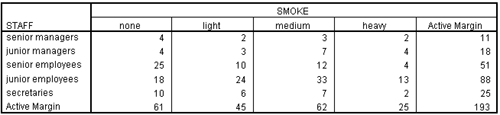 SMOKE
STAFF none light medium heavy Active Margin
senior managers 4 2 3 2 11
junior managers 4 3 7 4 18
senior employees 25 10 12 4 51
junior employees 18 24 33 13 88
secretaries 10 6 7 2 25
Active Margin 61 45 62 25 193